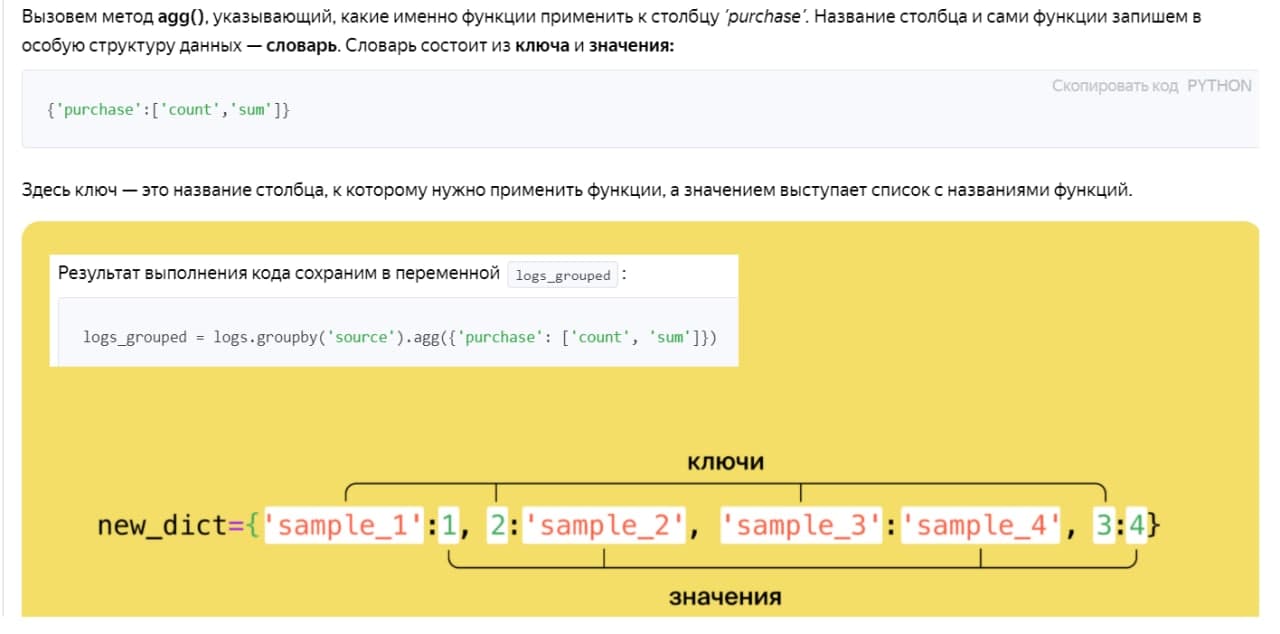 Вызовем метод agg(), указывающий, какие именно функции применить к столбцу 'purchase'. Название столбца и сами функции запишем в
особую структуру данных — словарь. Словарь состоит из ключа и значения:
Скопировать код PYTHON
{'purchase':['count','sum']}
Здесь ключ — это название столбца, к которому нужно применить функции, а значением выступает список с названиями функций.
Результат выполнения кода сохраним в переменной logs_grouped :
logs_grouped = logs.groupby('source').agg({'purchase': ['count', 'sum']})
ключи
new_dict={'sample_1':1, 2:'sample_2', 'sample_3':'sample_4', 3:4}
значения